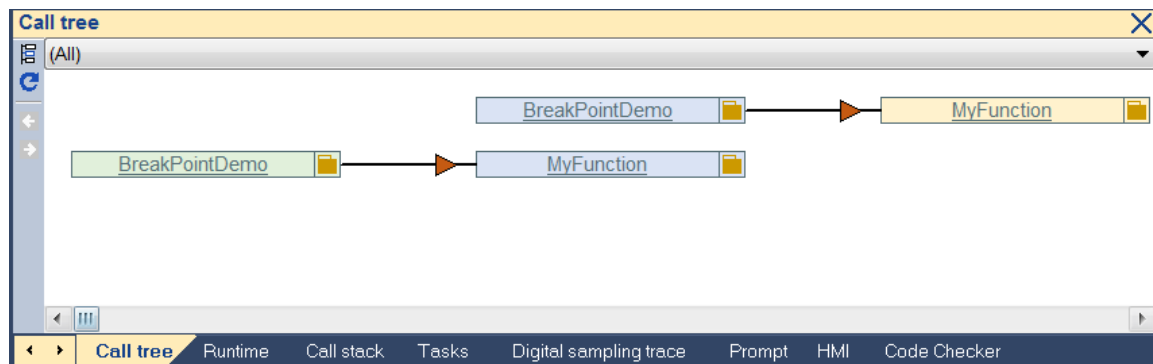 Call tree
(All)
BreakPointDemo MyFunction
BreakPointDemo MyFunction
Call tree Runtime Call stack Tasks Digital sampling trace Prompt HMI Code Checker